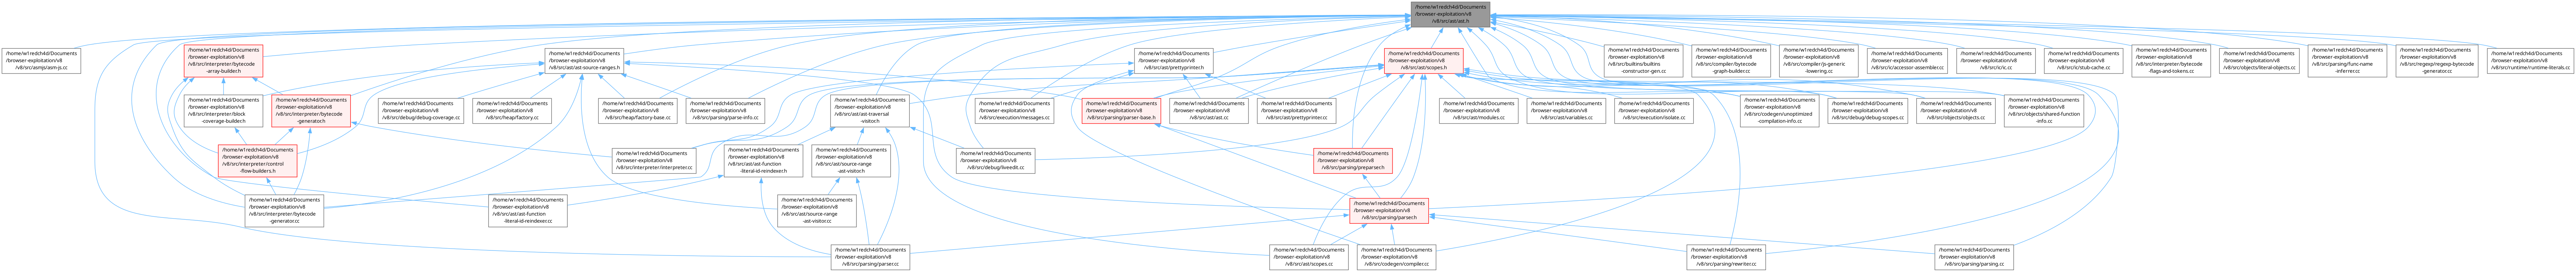 /home/w1redch4d/Documents
/browser-exploitation/v8
/v8/src/ast/ast.h
/home/w1redch4d/Documents
/browser-exploitation/v8
/v8/src/asmjs/asm-js.cc
/home/w1redch4d/Documents
/browser-exploitation/v8
/v8/src/interpreter/bytecode
-array-builder.h
/home/w1redch4d/Documents
/browser-exploitation/v8
/v8/src/ast/ast-source-ranges.h
/home/w1redch4d/Documents
/browser-exploitation/v8
/v8/src/ast/prettyprinter.h
/home/w1redch4d/Documents
/browser-exploitation/v8
/v8/src/ast/scopes.h
/home/w1redch4d/Documents
/browser-exploitation/v8
/v8/src/builtins/builtins
-constructor-gen.cc
/home/w1redch4d/Documents
/browser-exploitation/v8
/v8/src/compiler/bytecode
-graph-builder.cc
/home/w1redch4d/Documents
/browser-exploitation/v8
/v8/src/compiler/js-generic
-lowering.cc
/home/w1redch4d/Documents
/browser-exploitation/v8
/v8/src/ic/accessor-assembler.cc
/home/w1redch4d/Documents
/browser-exploitation/v8
/v8/src/ic/ic.cc
/home/w1redch4d/Documents
/browser-exploitation/v8
/v8/src/ic/stub-cache.cc
/home/w1redch4d/Documents
/browser-exploitation/v8
/v8/src/interpreter/bytecode
-flags-and-tokens.cc
/home/w1redch4d/Documents
/browser-exploitation/v8
/v8/src/objects/literal-objects.cc
/home/w1redch4d/Documents
/browser-exploitation/v8
/v8/src/parsing/func-name
-inferrer.cc
/home/w1redch4d/Documents
/browser-exploitation/v8
/v8/src/regexp/regexp-bytecode
-generator.cc
/home/w1redch4d/Documents
/browser-exploitation/v8
/v8/src/runtime/runtime-literals.cc
/home/w1redch4d/Documents
/browser-exploitation/v8
/v8/src/interpreter/block
-coverage-builder.h
/home/w1redch4d/Documents
/browser-exploitation/v8
/v8/src/interpreter/bytecode
-generator.h
/home/w1redch4d/Documents
/browser-exploitation/v8
/v8/src/debug/debug-coverage.cc
/home/w1redch4d/Documents
/browser-exploitation/v8
/v8/src/heap/factory.cc
/home/w1redch4d/Documents
/browser-exploitation/v8
/v8/src/heap/factory-base.cc
/home/w1redch4d/Documents
/browser-exploitation/v8
/v8/src/parsing/parse-info.cc
/home/w1redch4d/Documents
/browser-exploitation/v8
/v8/src/ast/ast-traversal
-visitor.h
/home/w1redch4d/Documents
/browser-exploitation/v8
/v8/src/execution/messages.cc
/home/w1redch4d/Documents
/browser-exploitation/v8
/v8/src/parsing/parser-base.h
/home/w1redch4d/Documents
/browser-exploitation/v8
/v8/src/ast/ast.cc
/home/w1redch4d/Documents
/browser-exploitation/v8
/v8/src/ast/prettyprinter.cc
/home/w1redch4d/Documents
/browser-exploitation/v8
/v8/src/ast/modules.cc
/home/w1redch4d/Documents
/browser-exploitation/v8
/v8/src/ast/variables.cc
/home/w1redch4d/Documents
/browser-exploitation/v8
/v8/src/execution/isolate.cc
/home/w1redch4d/Documents
/browser-exploitation/v8
/v8/src/codegen/unoptimized
-compilation-info.cc
/home/w1redch4d/Documents
/browser-exploitation/v8
/v8/src/debug/debug-scopes.cc
/home/w1redch4d/Documents
/browser-exploitation/v8
/v8/src/objects/objects.cc
/home/w1redch4d/Documents
/browser-exploitation/v8
/v8/src/objects/shared-function
-info.cc
/home/w1redch4d/Documents
/browser-exploitation/v8
/v8/src/interpreter/control
-flow-builders.h
/home/w1redch4d/Documents
/browser-exploitation/v8
/v8/src/interpreter/interpreter.cc
/home/w1redch4d/Documents
/browser-exploitation/v8
/v8/src/ast/ast-function
-literal-id-reindexer.h
/home/w1redch4d/Documents
/browser-exploitation/v8
/v8/src/ast/source-range
-ast-visitor.h
/home/w1redch4d/Documents
/browser-exploitation/v8
/v8/src/debug/liveedit.cc
/home/w1redch4d/Documents
/browser-exploitation/v8
/v8/src/parsing/preparser.h
/home/w1redch4d/Documents
/browser-exploitation/v8
/v8/src/interpreter/bytecode
-generator.cc
/home/w1redch4d/Documents
/browser-exploitation/v8
/v8/src/ast/ast-function
-literal-id-reindexer.cc
/home/w1redch4d/Documents
/browser-exploitation/v8
/v8/src/ast/source-range
-ast-visitor.cc
/home/w1redch4d/Documents
/browser-exploitation/v8
/v8/src/parsing/parser.h
/home/w1redch4d/Documents
/browser-exploitation/v8
/v8/src/parsing/parser.cc
/home/w1redch4d/Documents
/browser-exploitation/v8
/v8/src/ast/scopes.cc
/home/w1redch4d/Documents
/browser-exploitation/v8
/v8/src/codegen/compiler.cc
/home/w1redch4d/Documents
/browser-exploitation/v8
/v8/src/parsing/rewriter.cc
/home/w1redch4d/Documents
/browser-exploitation/v8
/v8/src/parsing/parsing.cc